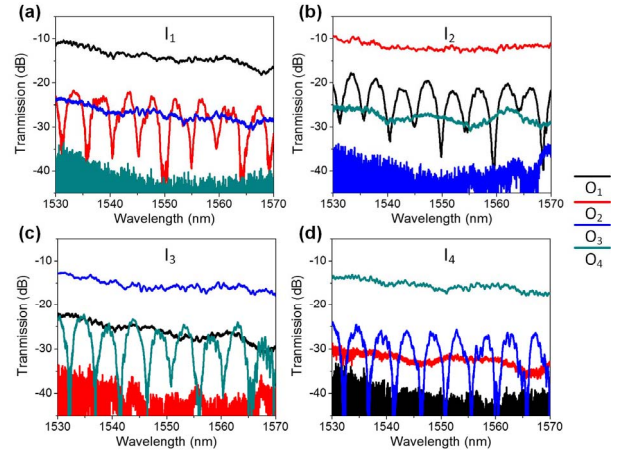 (a)
I1
Tranmission (dB)
-10
-20
-30
-40
1530 1540 1550 1560 1570
Wavelength (nm)
(b)
I2
Tranmission (dB)
-10
-20
-30
-40
1530 1540 1550 1560 1570
Wavelength (nm)
(c)
I3
Tranmission (dB)
-10
-20
-30
-40
1530 1540 1550 1560 1570
Wavelength (nm)
(d)
I4
Tranmission (dB)
-10
-20
-30
-40
1530 1540 1550 1560 1570
Wavelength (nm)
O1
O2
O3
O4